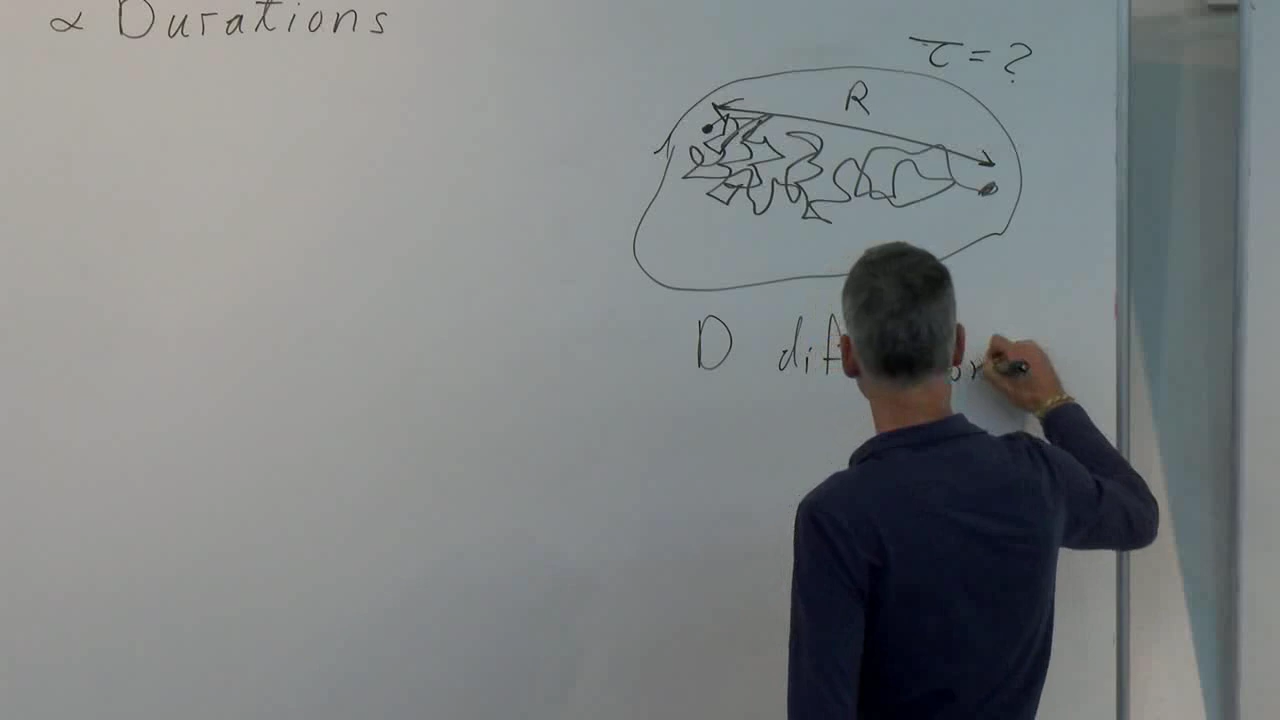 ∝ Durations
τ = ?
R
D